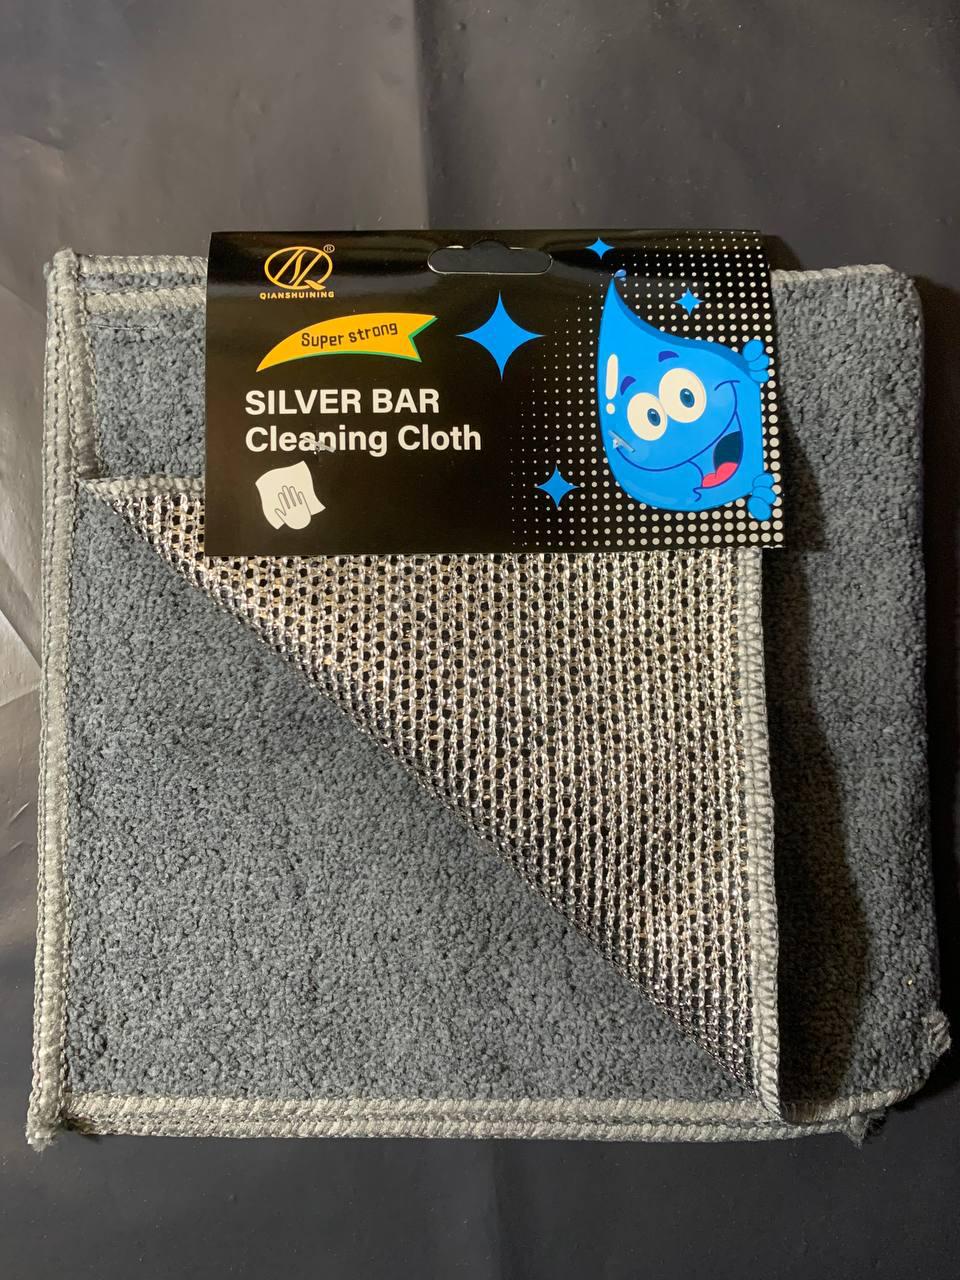 ®
QIANSHUINING
Super strong
SILVER BAR
Cleaning Cloth